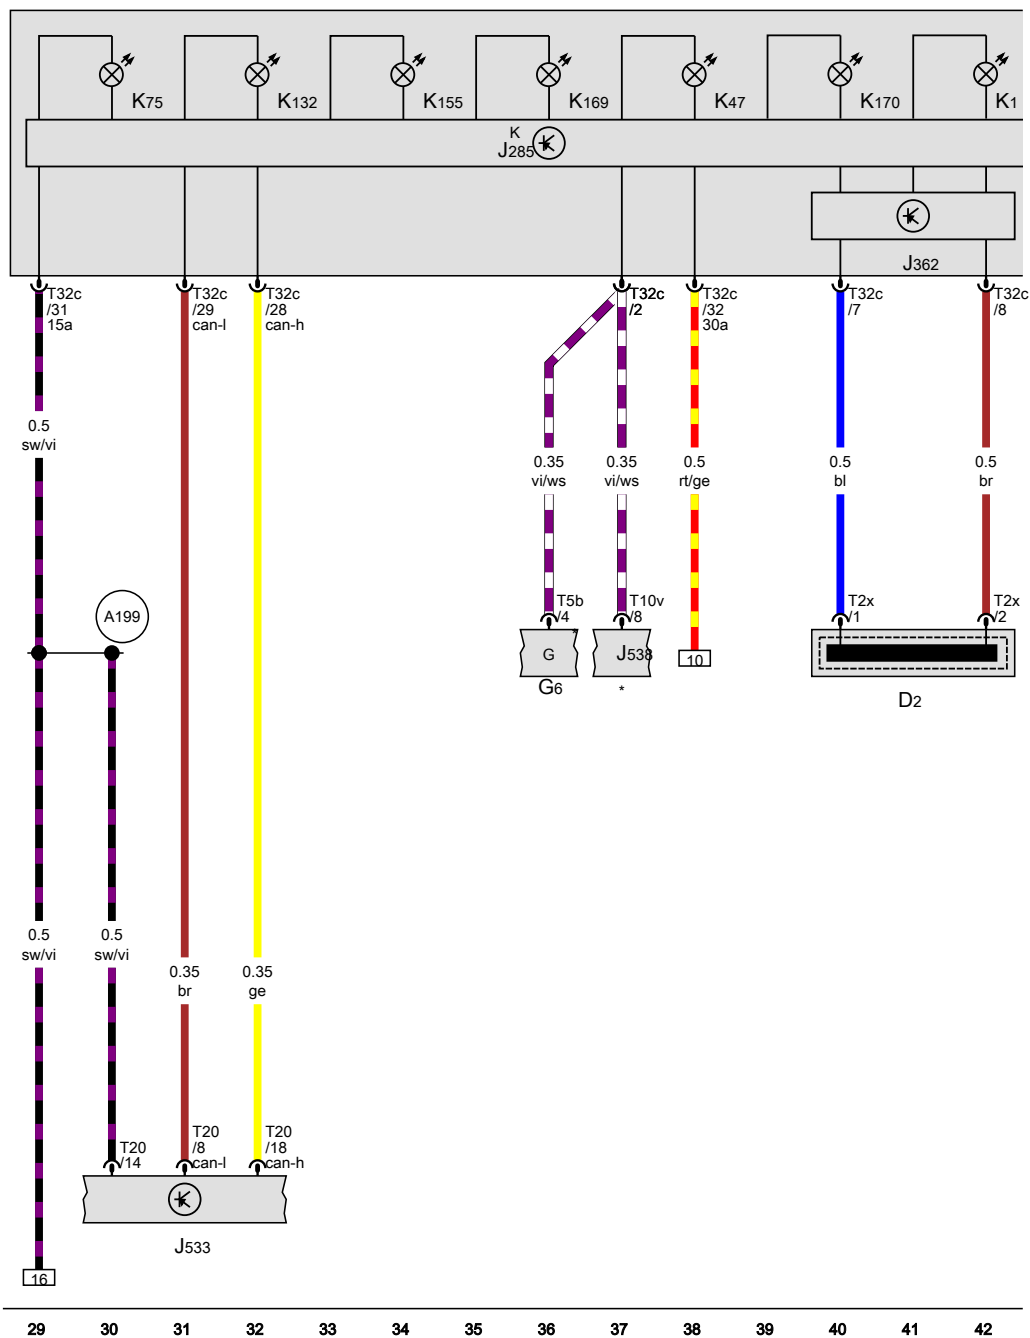 K75 K132 K155 K169 K47 K170 K1
K
J285
J362
T32c T32c T32c T32c T32c T32c T32c
/31 /29 /28 /2 /32 /7 /8
15a can-l can-h 30a
0.5
sw/vi
0.35 0.35 0.5 0.5 0.5
vi/ws vi/ws rt/ge bl br
A199
T5b T10v T2x T2x
/4 /8 /1 /2
*
G J538 10
G6 * D2
0.5 0.5
sw/vi sw/vi
0.35 0.35
br ge
T20 T20 T20
/14 /8 /18
can-l can-h
J533
16
29 30 31 32 33 34 35 36 37 38 39 40 41 42